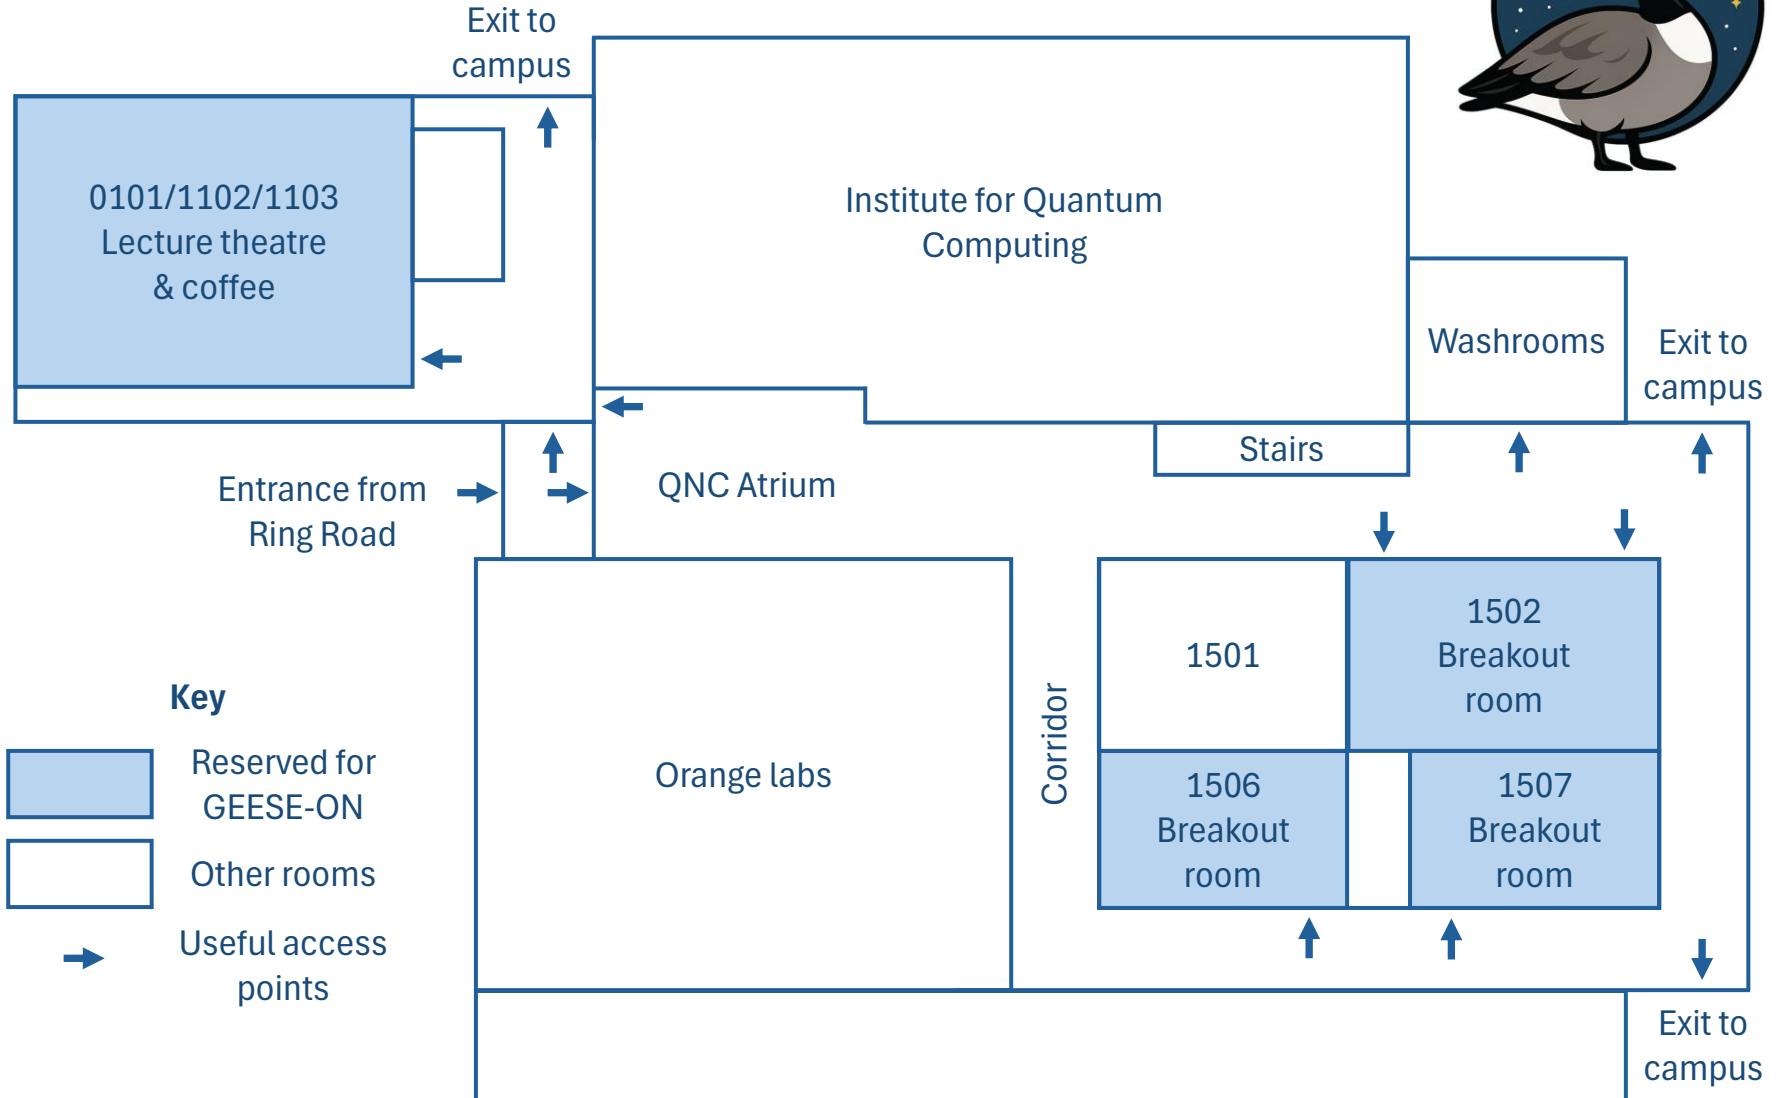 Exit to
campus
0101/1102/1103
Lecture theatre
& coffee
Institute for Quantum
Computing
Washrooms
Exit to
campus
Stairs
Entrance from
Ring Road
QNC Atrium
1501
1502
Breakout
room
Corridor
Orange labs
1506
Breakout
room
1507
Breakout
room
Key
Reserved for
GEESE-ON
Other rooms
Useful access
points
Exit to
campus